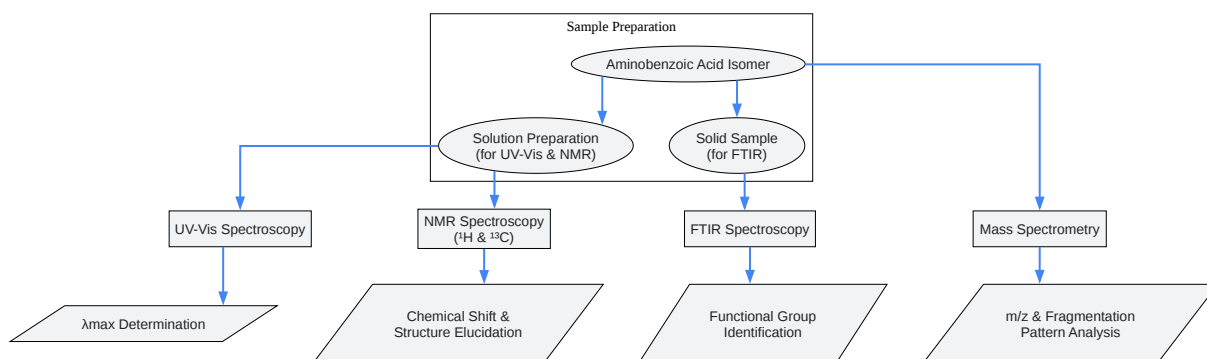 Sample Preparation
Aminobenzoic Acid Isomer
Solution Preparation
(for UV-Vis & NMR)
Solid Sample
(for FTIR)
UV-Vis Spectroscopy
NMR Spectroscopy
(¹H & ¹³C)
FTIR Spectroscopy
Mass Spectrometry
λmax Determination
Chemical Shift &
Structure Elucidation
Functional Group
Identification
m/z & Fragmentation
Pattern Analysis